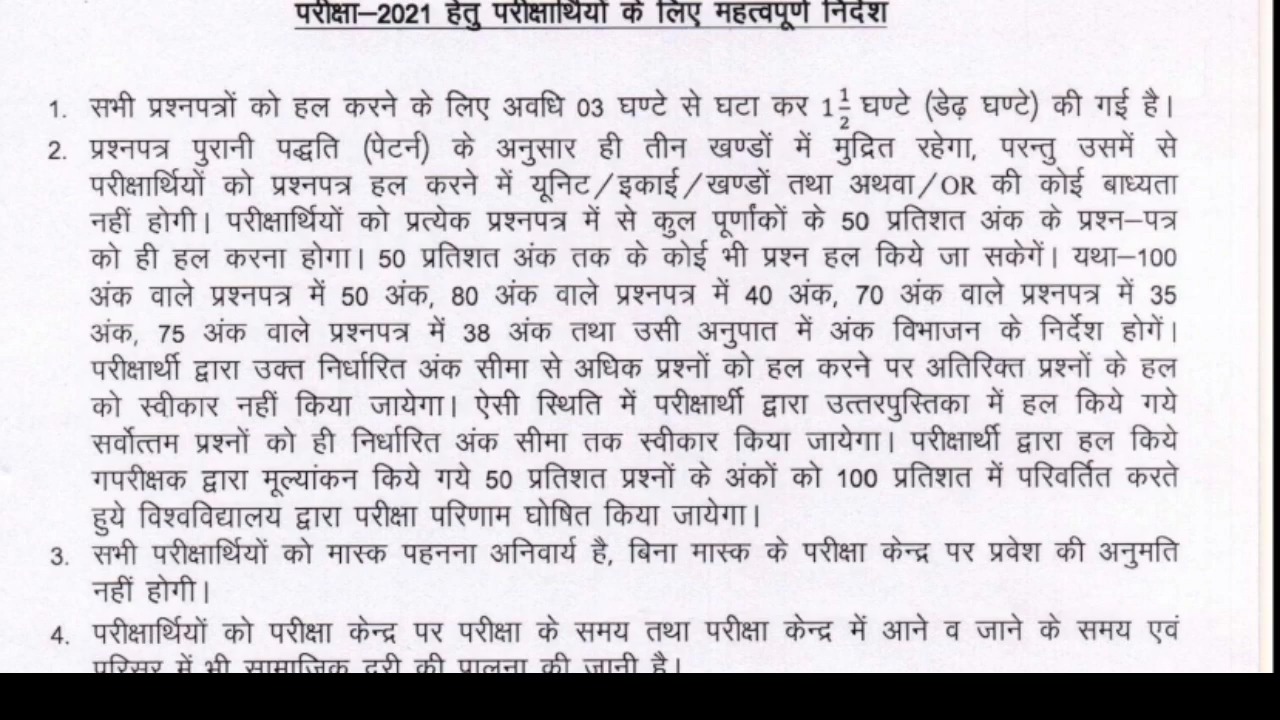 परीक्षा–2021 हेतु परीक्षार्थियों के लिए महत्वपूर्ण निर्देश
1. सभी प्रश्नपत्रों को हल करने के लिए अवधि 03 घण्टे से घटा कर 1½ घण्टे (डेढ़ घण्टे) की गई है।
2. प्रश्नपत्र पुरानी पद्धति (पेटर्न) के अनुसार ही तीन खण्डों में मुद्रित रहेगा, परन्तु उसमें से
परीक्षार्थियों को प्रश्नपत्र हल करने में यूनिट/इकाई/खण्डों तथा अथवा/OR की कोई बाध्यता
नहीं होगी। परीक्षार्थियों को प्रत्येक प्रश्नपत्र में से कुल पूर्णांकों के 50 प्रतिशत अंक के प्रश्न–पत्र
को ही हल करना होगा। 50 प्रतिशत अंक तक के कोई भी प्रश्न हल किये जा सकेगें। यथा–100
अंक वाले प्रश्नपत्र में 50 अंक, 80 अंक वाले प्रश्नपत्र में 40 अंक, 70 अंक वाले प्रश्नपत्र में 35
अंक, 75 अंक वाले प्रश्नपत्र में 38 अंक तथा उसी अनुपात में अंक विभाजन के निर्देश होगें।
परीक्षार्थी द्वारा उक्त निर्धारित अंक सीमा से अधिक प्रश्नों को हल करने पर अतिरिक्त प्रश्नों के हल
को स्वीकार नहीं किया जायेगा। ऐसी स्थिति में परीक्षार्थी द्वारा उत्तरपुस्तिका में हल किये गये
सर्वोत्तम प्रश्नों को ही निर्धारित अंक सीमा तक स्वीकार किया जायेगा। परीक्षार्थी द्वारा हल किये
गपरीक्षक द्वारा मूल्यांकन किये गये 50 प्रतिशत प्रश्नों के अंकों को 100 प्रतिशत में परिवर्तित करते
हुये विश्वविद्यालय द्वारा परीक्षा परिणाम घोषित किया जायेगा।
3. सभी परीक्षार्थियों को मास्क पहनना अनिवार्य है, बिना मास्क के परीक्षा केन्द्र पर प्रवेश की अनुमति
नहीं होगी।
4. परीक्षार्थियों को परीक्षा केन्द्र पर परीक्षा के समय तथा परीक्षा केन्द्र में आने व जाने के समय एवं
परिसर में भी सामाजिक दूरी की पालना की जानी है।